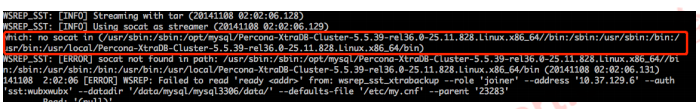 WSREP_SST: [INFO] Streaming with tar (20141108 02:02:06.128)
WSREP_SST: [INFO] Using socat as streamer (20141108 02:02:06.129)
which: no socat in (/usr/sbin:/sbin:/opt/mysql/Percona-XtraDB-Cluster-5.5.39-rel36.0-25.11.828.Linux.x86_64//bin:/sbin:/usr/sbin:/bin:/
usr/bin:/usr/local/Percona-XtraDB-Cluster-5.5.39-rel36.0-25.11.828.Linux.x86_64/bin)
WSREP_SST: [ERROR] socat not found in path: /usr/sbin:/sbin:/opt/mysql/Percona-XtraDB-Cluster-5.5.39-rel36.0-25.11.828.Linux.x86_64//bi
n:/sbin:/usr/sbin:/bin:/usr/bin:/usr/local/Percona-XtraDB-Cluster-5.5.39-rel36.0-25.11.828.Linux.x86_64/bin (20141108 02:02:06.131)
141108 2:02:06 [ERROR] WSREP: Failed to read 'ready <addr>' from: wsrep_sst_xtrabackup --role 'joiner' --address '10.37.129.6' --auth
'sst:wubxwubx' --datadir '/data/mysql/mysql3306/data/' --defaults-file '/etc/my.cnf' --parent '23283'
Read: '(null)'